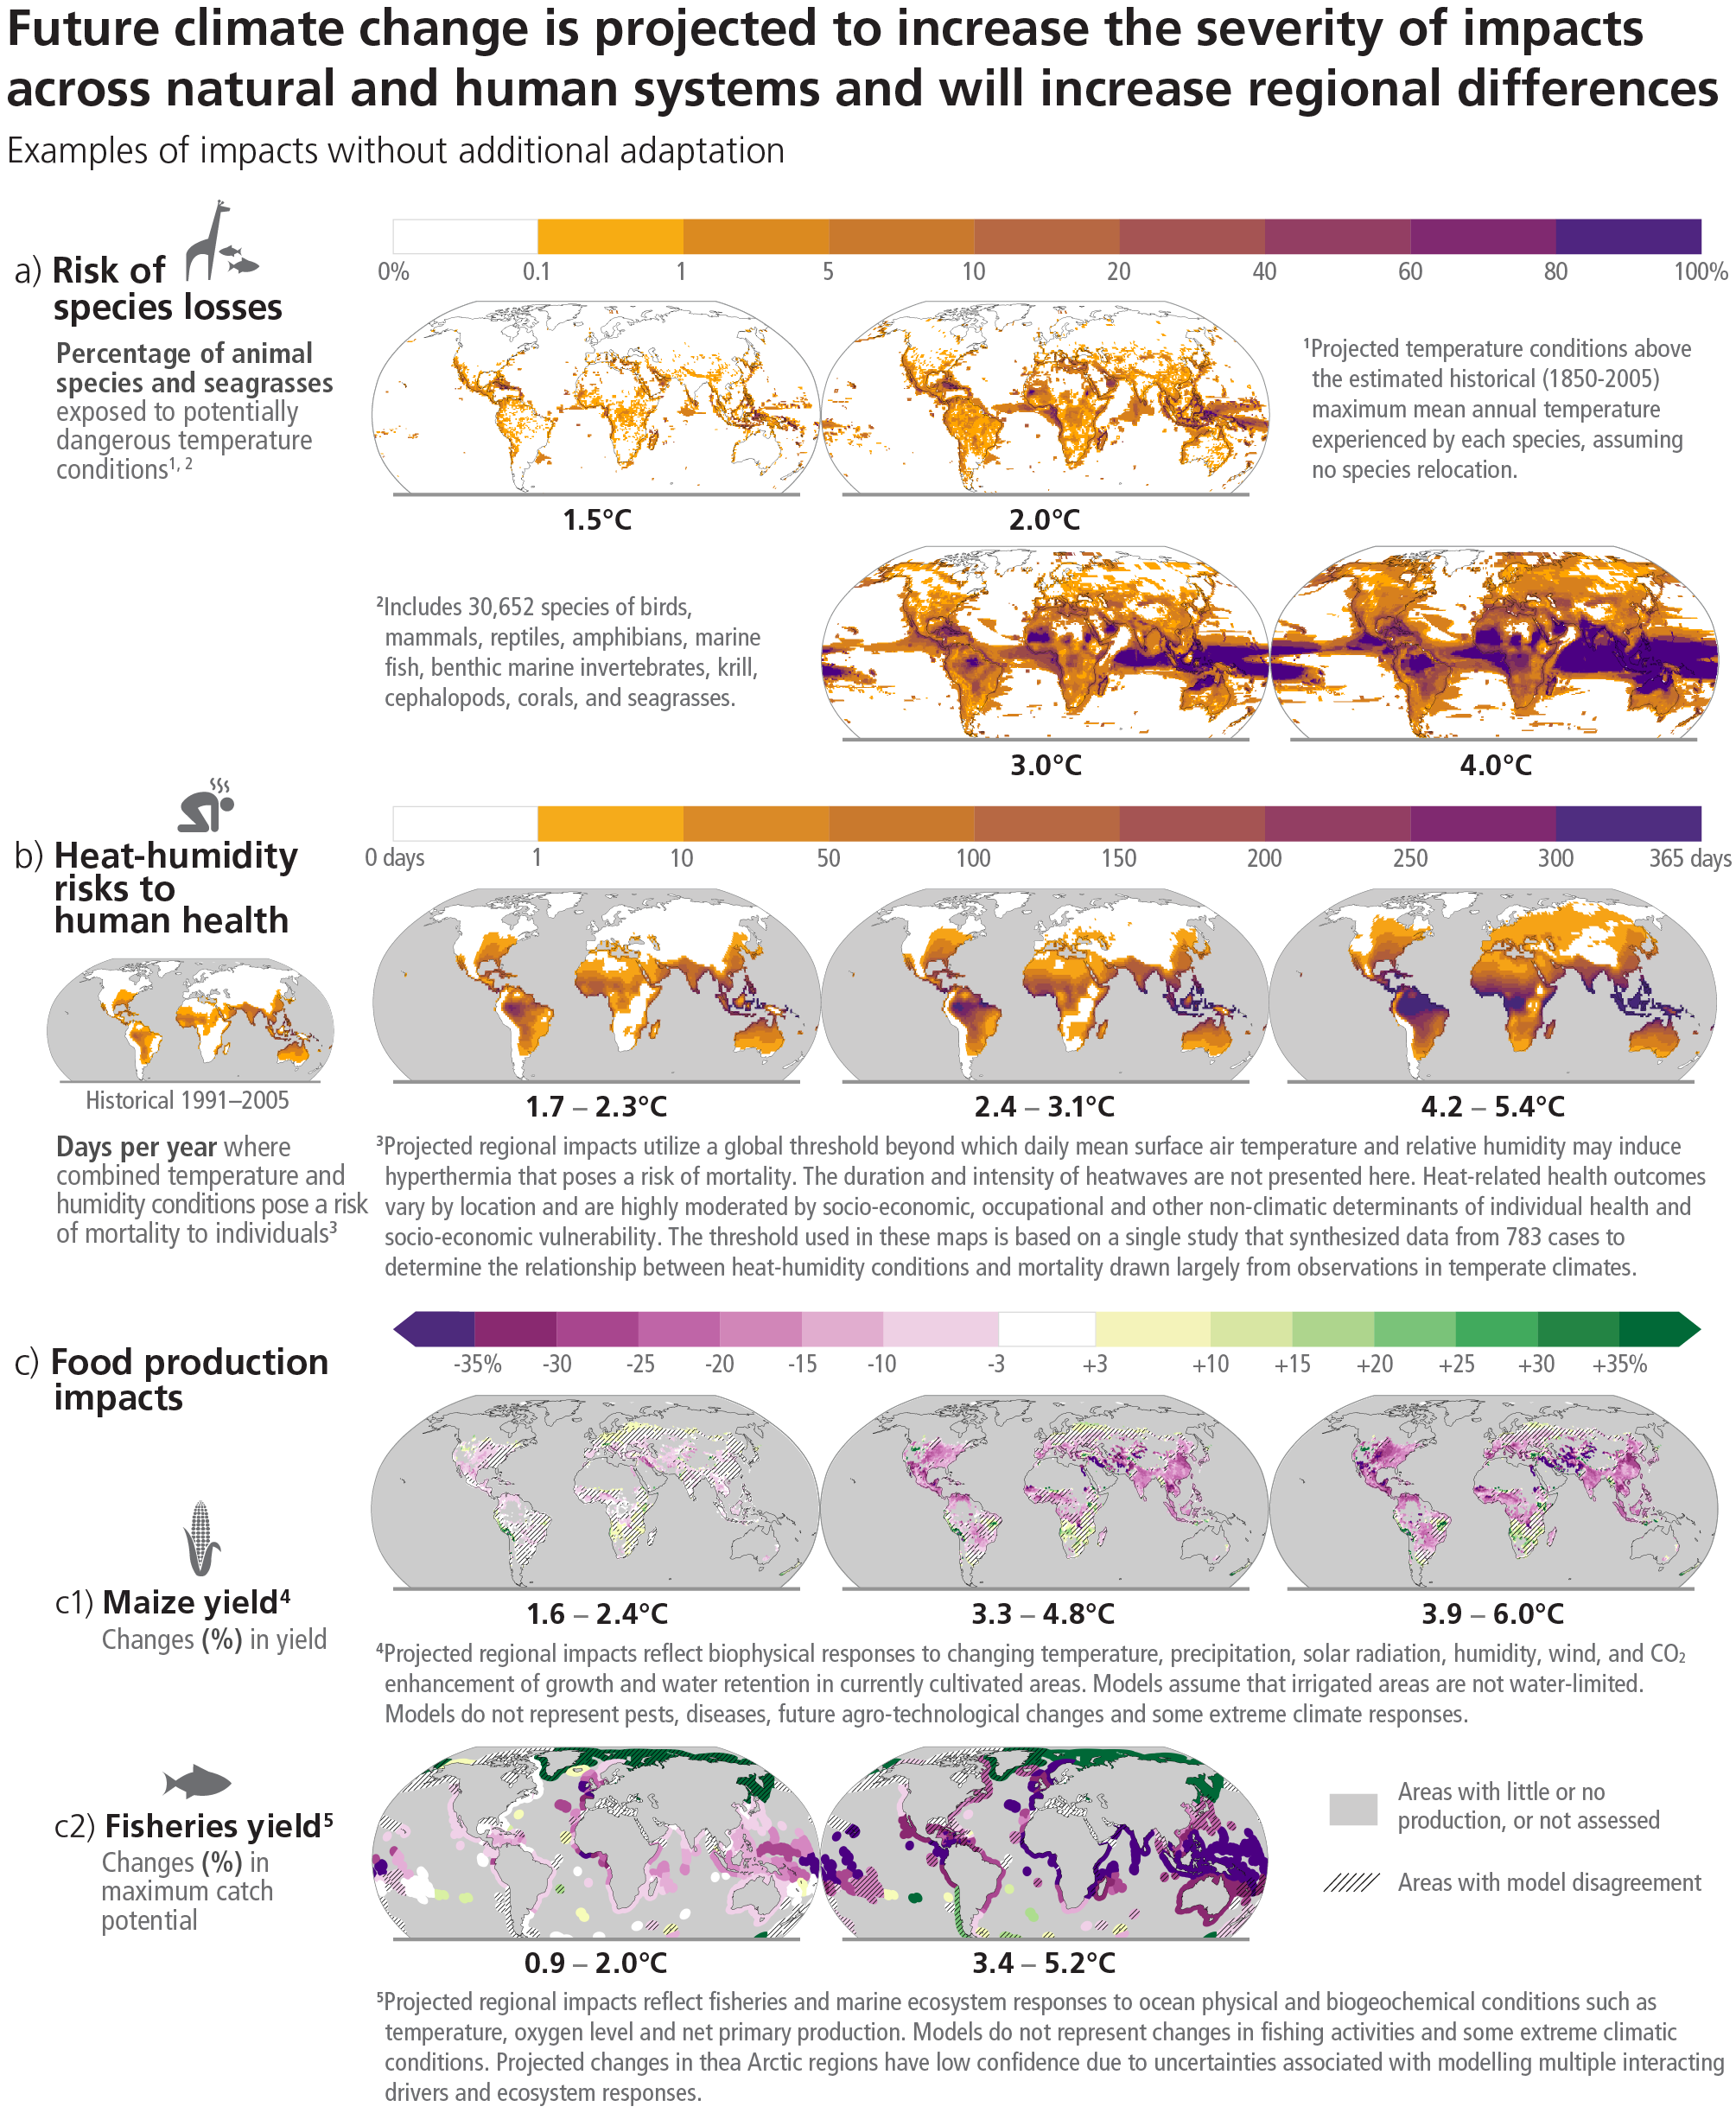 Future climate change is projected to increase the severity of impacts
across natural and human systems and will increase regional differences
Examples of impacts without additional adaptation
a) Risk of
species losses
Percentage of animal
species and seagrasses
exposed to potentially
dangerous temperature
conditions1, 2
0% 0.1 1 5 10 20 40 60 80 100%
1.5°C 2.0°C
1Projected temperature conditions above
the estimated historical (1850-2005)
maximum mean annual temperature
experienced by each species, assuming
no species relocation.
2Includes 30,652 species of birds,
mammals, reptiles, amphibians, marine
fish, benthic marine invertebrates, krill,
cephalopods, corals, and seagrasses.
3.0°C 4.0°C
b) Heat-humidity
risks to
human health
0 days 1 10 50 100 150 200 250 300 365 days
Historical 1991–2005
Days per year where
combined temperature and
humidity conditions pose a risk
of mortality to individuals3
1.7 – 2.3°C 2.4 – 3.1°C 4.2 – 5.4°C
3Projected regional impacts utilize a global threshold beyond which daily mean surface air temperature and relative humidity may induce
hyperthermia that poses a risk of mortality. The duration and intensity of heatwaves are not presented here. Heat-related health outcomes
vary by location and are highly moderated by socio-economic, occupational and other non-climatic determinants of individual health and
socio-economic vulnerability. The threshold used in these maps is based on a single study that synthesized data from 783 cases to
determine the relationship between heat-humidity conditions and mortality drawn largely from observations in temperate climates.
c) Food production
impacts
-35% -30 -25 -20 -15 -10 -3 +3 +10 +15 +20 +25 +30 +35%
c1) Maize yield4
Changes (%) in yield
1.6 – 2.4°C 3.3 – 4.8°C 3.9 – 6.0°C
4Projected regional impacts reflect biophysical responses to changing temperature, precipitation, solar radiation, humidity, wind, and CO2
enhancement of growth and water retention in currently cultivated areas. Models assume that irrigated areas are not water-limited.
Models do not represent pests, diseases, future agro-technological changes and some extreme climate responses.
c2) Fisheries yield5
Changes (%) in
maximum catch
potential
0.9 – 2.0°C 3.4 – 5.2°C
Areas with little or no
production, or not assessed
Areas with model disagreement
5Projected regional impacts reflect fisheries and marine ecosystem responses to ocean physical and biogeochemical conditions such as
temperature, oxygen level and net primary production. Models do not represent changes in fishing activities and some extreme climatic
conditions. Projected changes in thea Arctic regions have low confidence due to uncertainties associated with modelling multiple interacting
drivers and ecosystem responses.